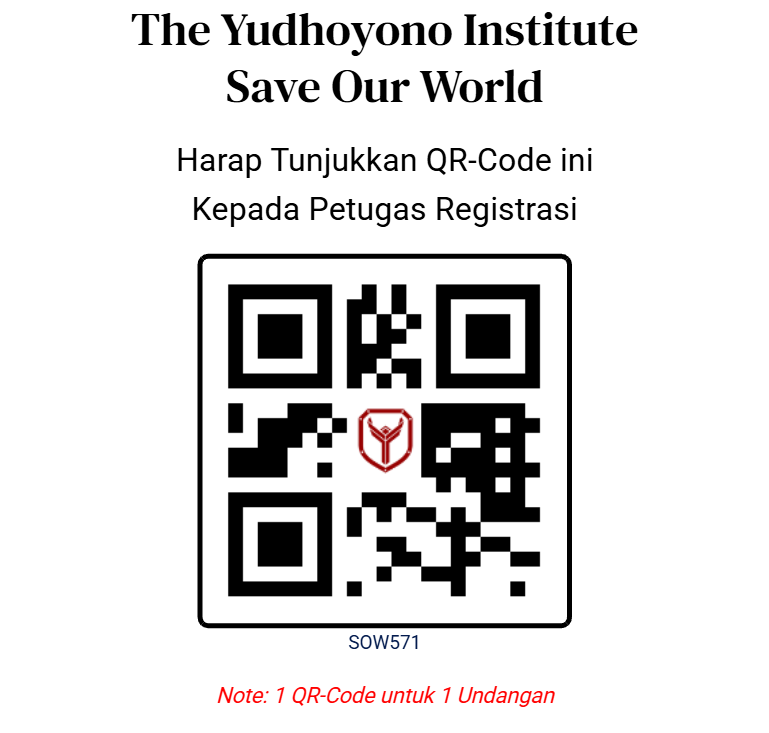 The Yudhoyono Institute
Save Our World
Harap Tunjukkan QR-Code ini
Kepada Petugas Registrasi
SOW571
Note: 1 QR-Code untuk 1 Undangan